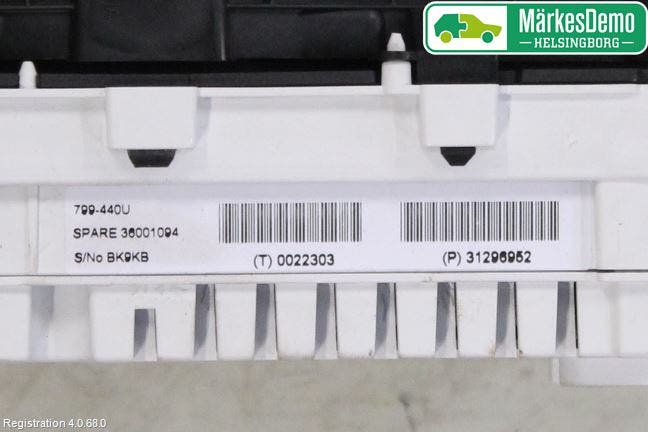 MärkesDemo
HELSINGBORG
799-440U
SPARE 36001094
S/No BK9KB
(T) 0022303
(P) 31296952
Registration 4.0.68.0